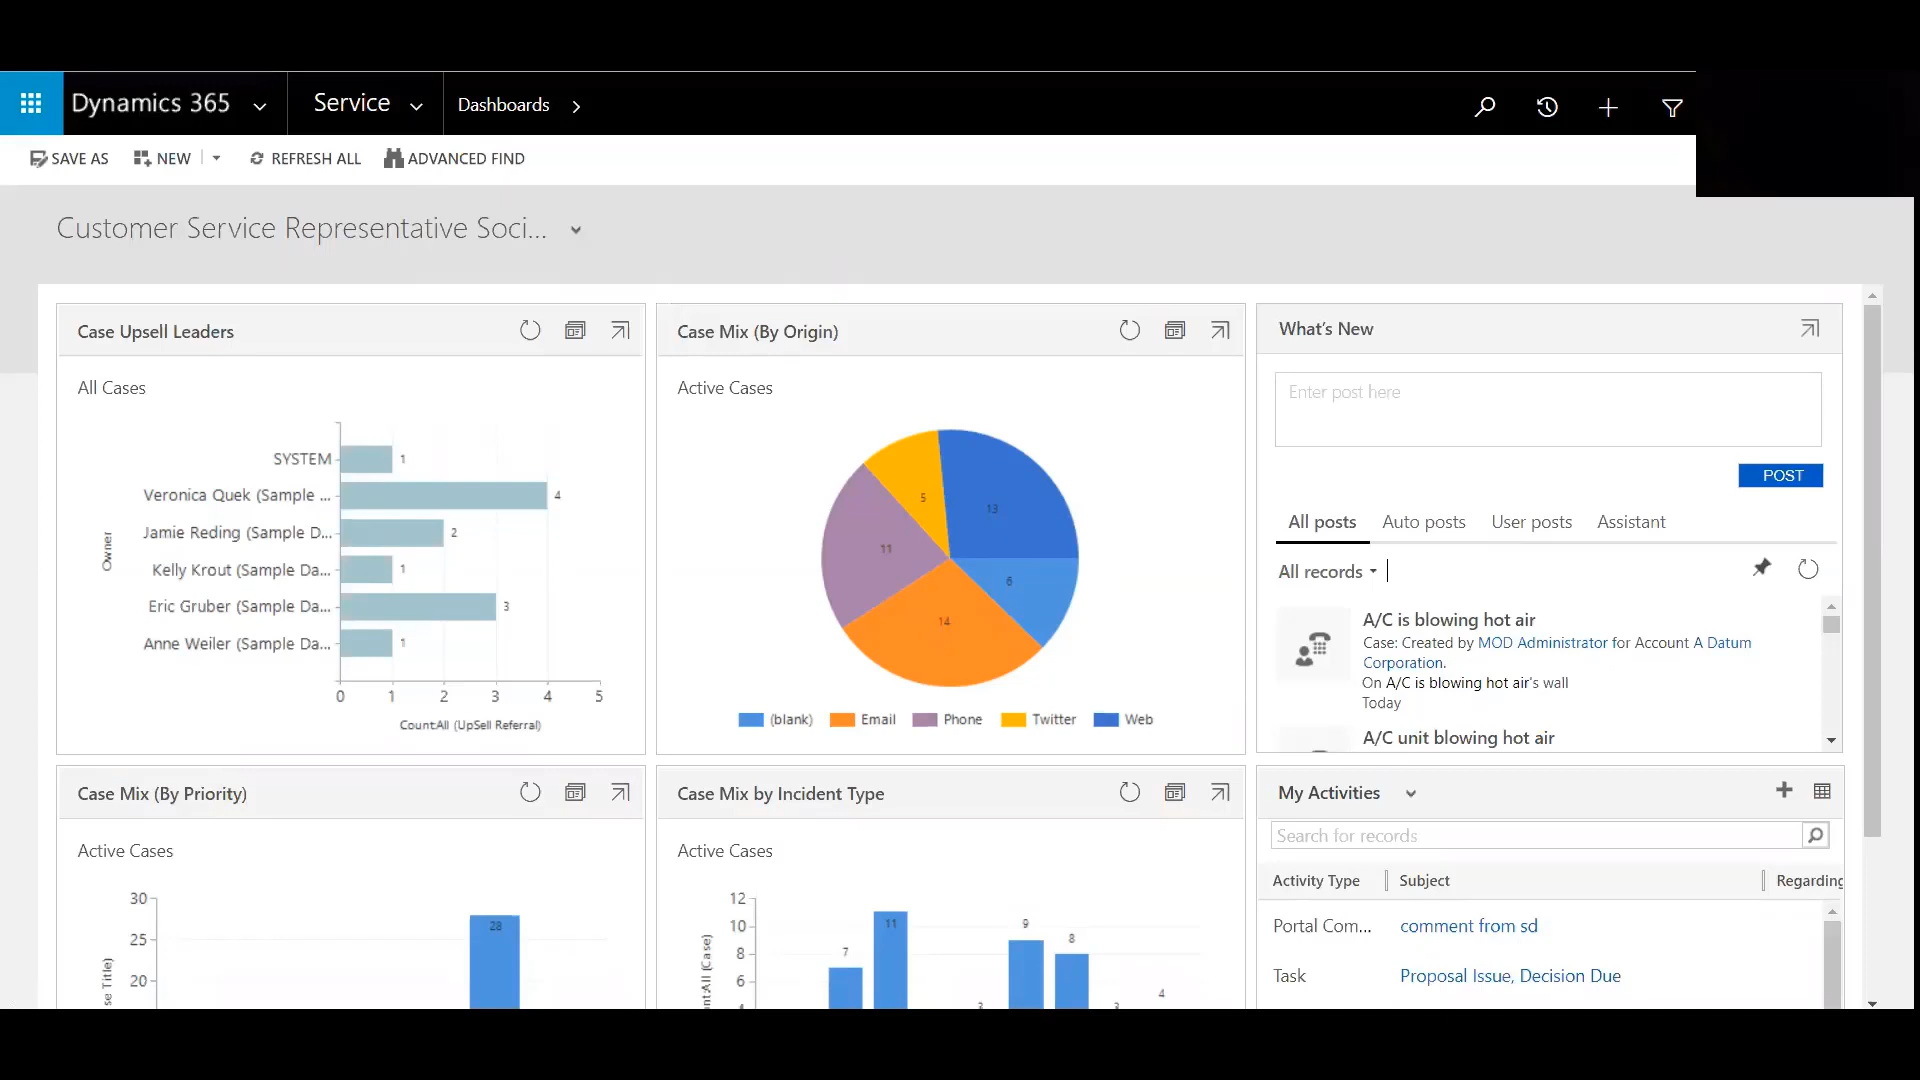 Dynamics 365
Service
Dashboards
SAVE AS
NEW
REFRESH ALL
ADVANCED FIND
Customer Service Representative Soci...
Case Upsell Leaders
All Cases
Owner
SYSTEM
1
Veronica Quek (Sample ...
4
Jamie Reding (Sample D...
2
Kelly Krout (Sample Da...
1
Eric Gruber (Sample Da...
3
Anne Weiler (Sample Da...
1
0 1 2 3 4 5
Count:All (UpSell Referral)
Case Mix (By Origin)
Active Cases
5
13
11
6
14
(blank) Email Phone Twitter Web
What's New
Enter post here
POST
All posts Auto posts User posts Assistant
All records
A/C is blowing hot air
Case: Created by MOD Administrator for Account A Datum
Corporation.
On A/C is blowing hot air's wall
Today
A/C unit blowing hot air
Case Mix (By Priority)
Active Cases
30
25
20
28
se Title)
Case Mix by Incident Type
Active Cases
12
10
8
6
7
11
9
8
4
nt:All (Case)
My Activities
Search for records
Activity Type Subject Regarding
Portal Com... comment from sd
Task Proposal Issue, Decision Due